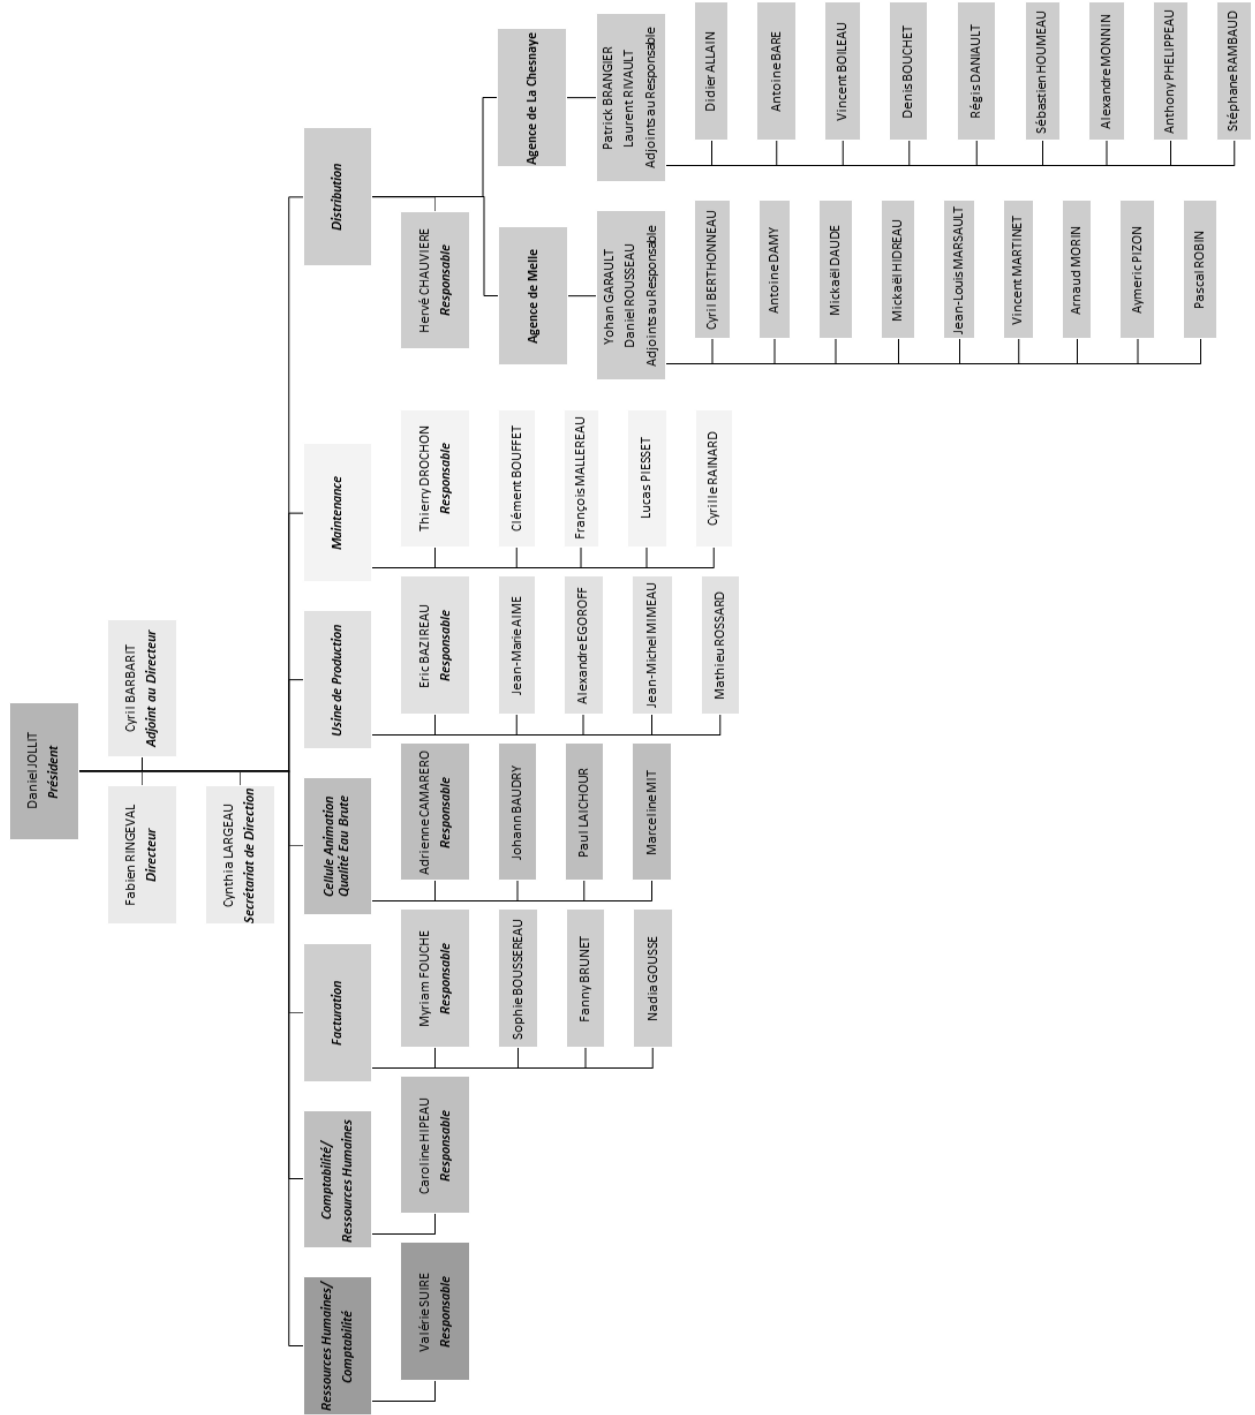 Daniel JOLLIT
Président
Fabien RINGEVAL
Directeur
Cyril BARBARIT
Adjoint au Directeur
Cynthia LARGEAU
Secrétariat de Direction
Ressources Humaines/
Comptabilité
Valérie SUIRE
Responsable
Comptabilité/
Ressources Humaines
Caroline HIPEAU
Responsable
Facturation
Myriam FOUCHE
Responsable
Sophie BOUSSEREAU
Fanny BRUNET
Nadia GOUSSE
Cellule Animation
Qualité Eau Brute
Adrienne CAMARERO
Responsable
Johann BAUDRY
Paul LAICHOUR
Marceline MIT
Usine de Production
Eric BAZIREAU
Responsable
Jean-Marie AIME
Alexandre EGOROFF
Jean-Michel MIMEAU
Mathieu ROSSARD
Maintenance
Thierry DROCHON
Responsable
Clément BOUFFET
François MALLEREAU
Lucas PIESSET
Cyrille RAINARD
Distribution
Hervé CHAUVIERE
Responsable
Agence de Melle
Yohan GARAULT
Daniel ROUSSEAU
Adjoints au Responsable
Cyril BERTHONNEAU
Antoine DAMY
Mickaël DAUDE
Mickaël HIDREAU
Jean-Louis MARSAULT
Vincent MARTINET
Arnaud MORIN
Aymeric PIZON
Pascal ROBIN
Agence de La Chesnaye
Patrick BRANGIER
Laurent RIVAULT
Adjoints au Responsable
Didier ALLAIN
Antoine BARE
Vincent BOILEAU
Denis BOUCHET
Régis DANIAULT
Sébastien HOUMEAU
Alexandre MONNIN
Anthony PHELIPPEAU
Stéphane RAMBAUD